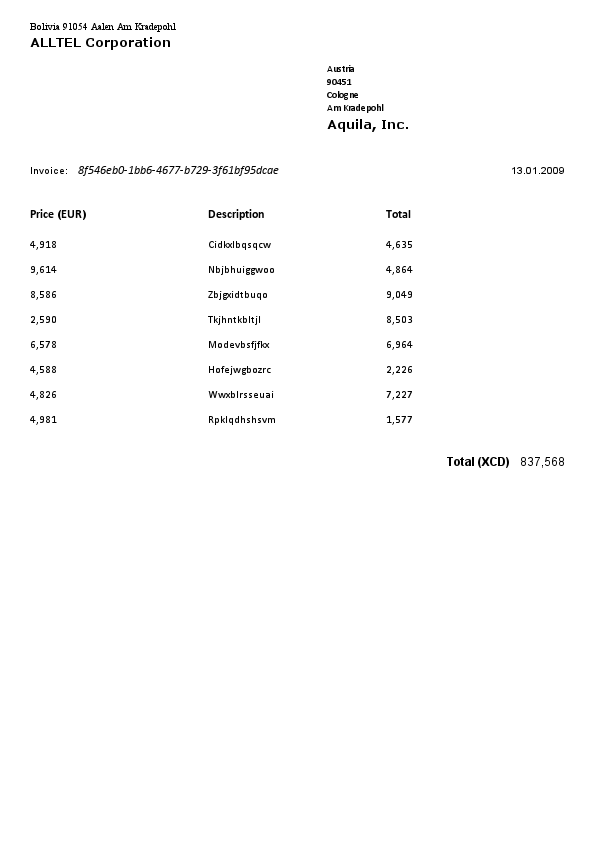 Bolivia 91054 Aalen Am Kradepohl
ALLTEL Corporation
Austria
90451
Cologne
Am Kradepohl
Aquila, Inc.
Invoice: 8f546eb0-1bb6-4677-b729-3f61bf95dcae 13.01.2009
Price (EUR) Description Total
4,918 Cidkxlbqsqcw 4,635
9,614 Nbjbhuiggwoo 4,864
8,586 Zbjgxidtbuqo 9,049
2,590 Tkjhntkbltjl 8,503
6,578 Modevbsfjfkx 6,964
4,588 Hofejwgbozrc 2,226
4,826 Wwxblrsseuai 7,227
4,981 Rpklqdhshsvm 1,577
Total (XCD) 837,568